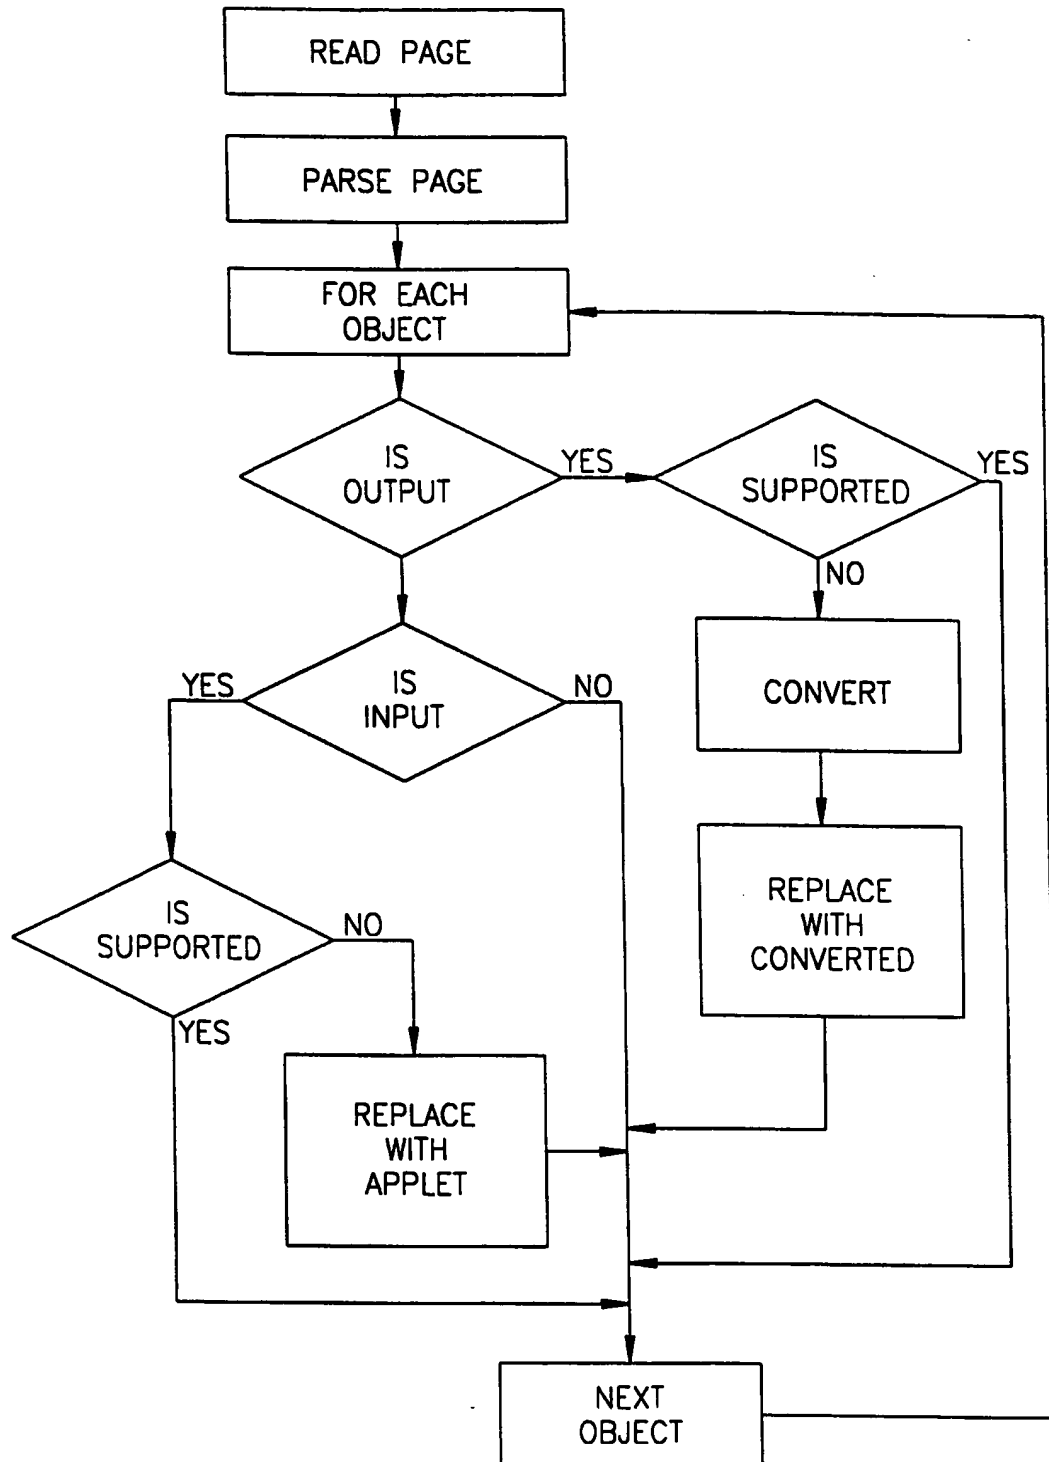 READ PAGE
PARSE PAGE
FOR EACH
OBJECT
IS
OUTPUT
YES
IS
SUPPORTED
YES
NO
CONVERT
REPLACE
WITH
CONVERTED
IS
INPUT
YES
NO
IS
SUPPORTED
NO
YES
REPLACE
WITH
APPLET
NEXT
OBJECT